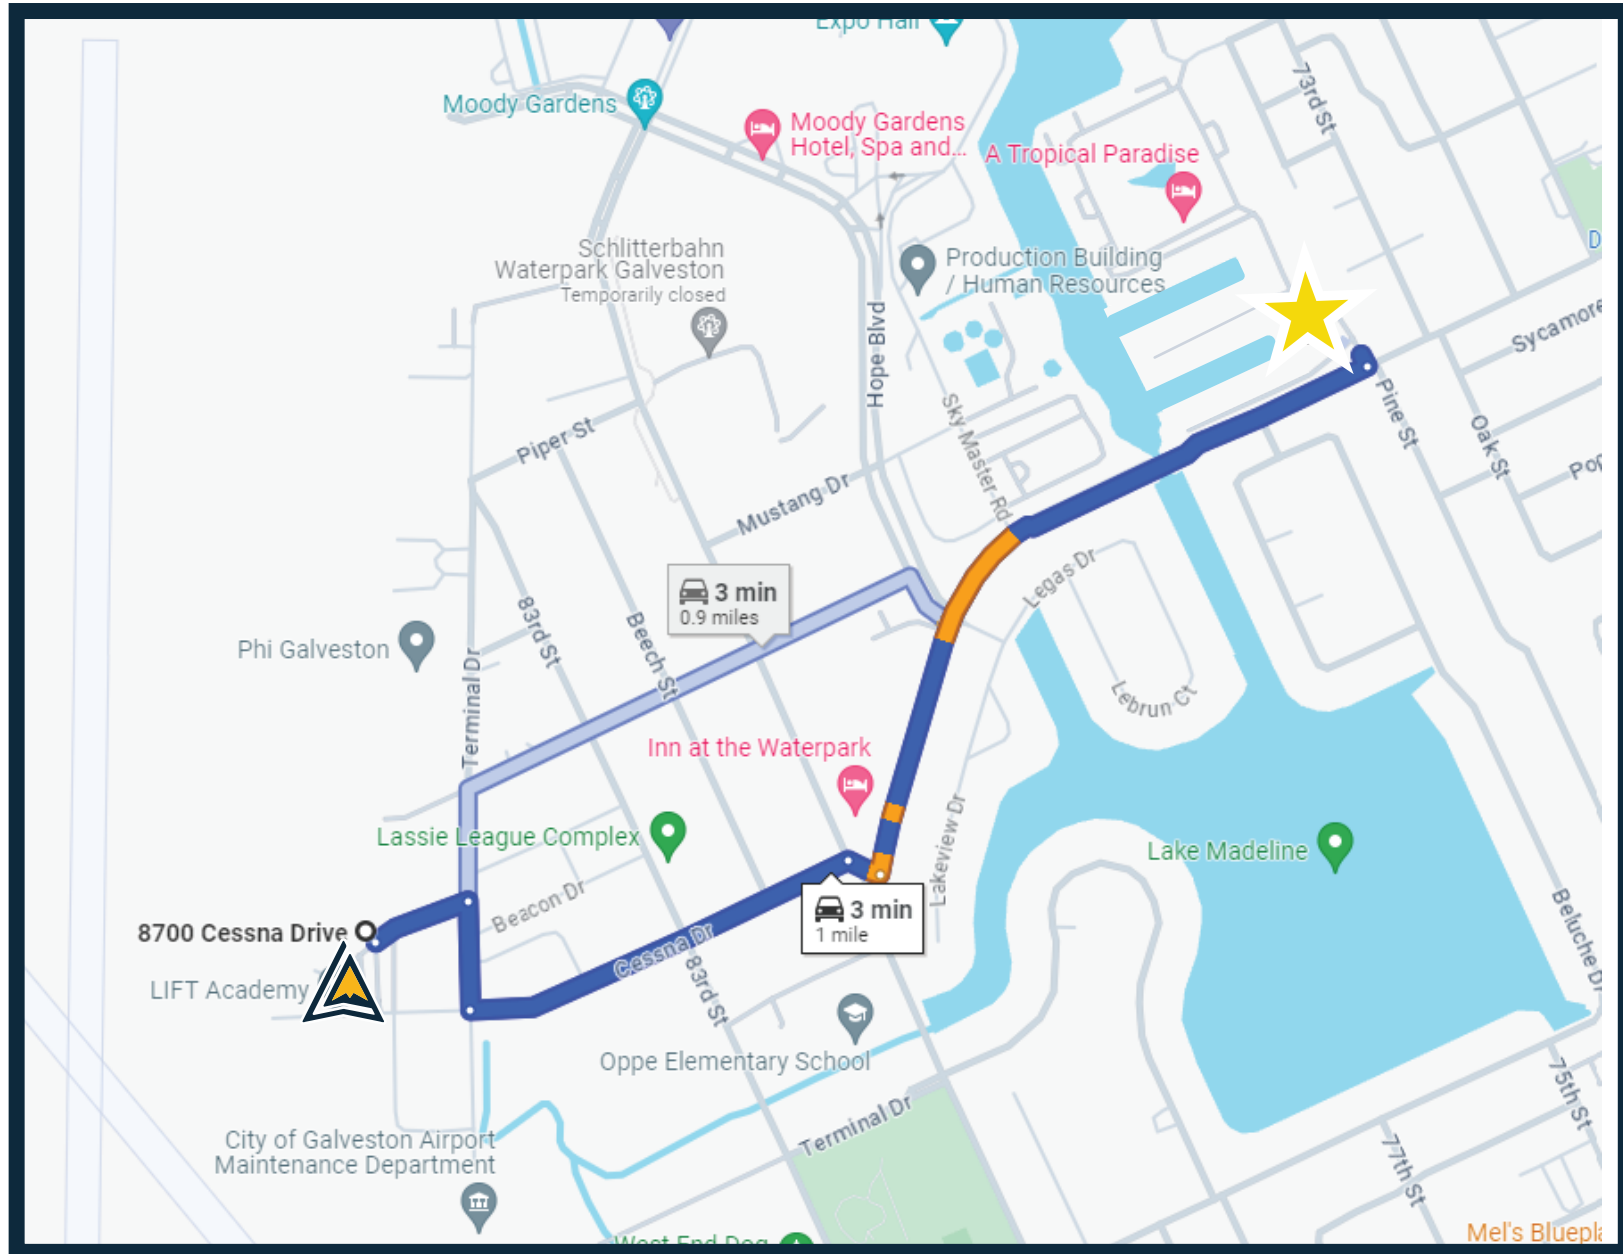 Expo Hall
Moody Gardens
Moody Gardens
Hotel, Spa and...
A Tropical Paradise
73rd St
Schlitterbahn
Waterpark Galveston
Temporarily closed
Production Building
/ Human Resources
D
Hope Blvd
Sycamore
Sky Master Rd
Pine St
Oak St
Pop
Piper St
Mustang Dr
3 min
0.9 miles
Legas Dr
83rd St
Beech St
Phi Galveston
Terminal Dr
Lebrun Ct
Inn at the Waterpark
Lassie League Complex
Lakeview Dr
Lake Madeline
Beacon Dr
3 min
1 mile
8700 Cessna Drive
Cessna Dr
83rd St
Beluche Dr
LIFT Academy
Oppe Elementary School
Terminal Dr
75th St
77th St
City of Galveston Airport
Maintenance Department
West End Dog
Mel's Bluepla